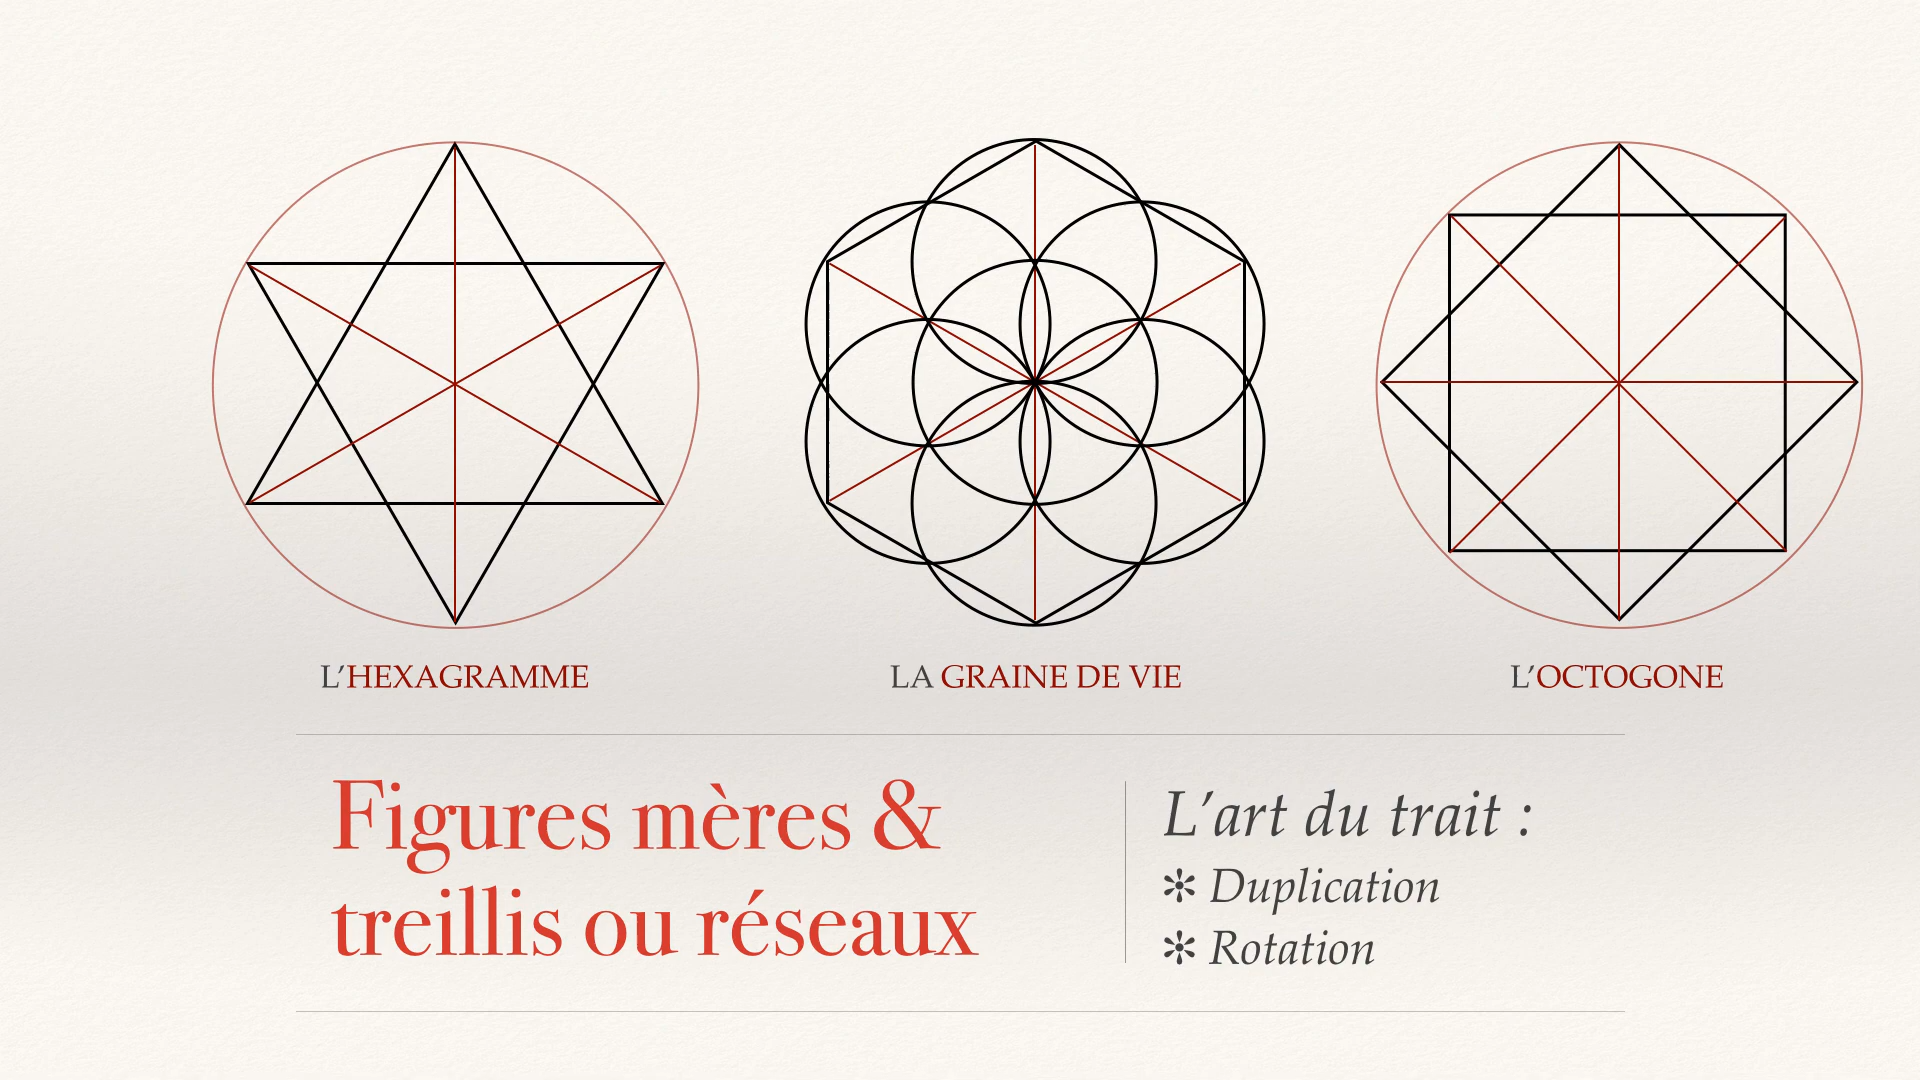 L’HEXAGRAMME
LA GRAINE DE VIE
L’OCTOGONE
Figures mères &
treillis ou réseaux
L’art du trait :
✼ Duplication
✼ Rotation